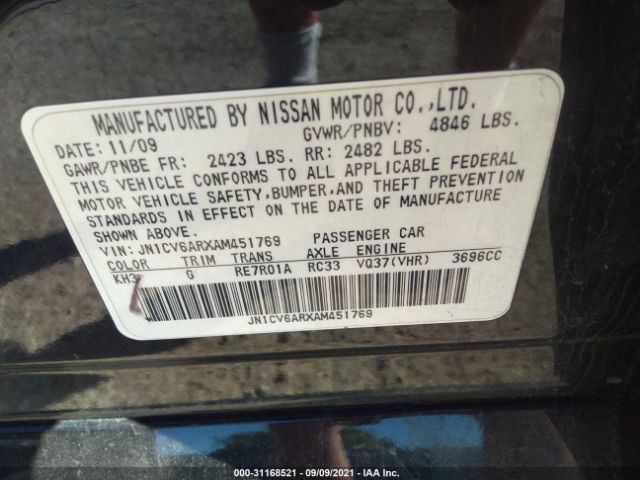 MANUFACTURED BY NISSAN MOTOR CO.,LTD.
DATE: 11/09 GVWR/PNBV: 4846 LBS.
GAWR/PNBE FR: 2423 LBS. RR: 2482 LBS.
THIS VEHICLE CONFORMS TO ALL APPLICABLE FEDERAL
MOTOR VEHICLE SAFETY,BUMPER,AND THEFT PREVENTION
STANDARDS IN EFFECT ON THE DATE OF MANUFACTURE
SHOWN ABOVE.
VIN:JN1CV6ARXAM451769 PASSENGER CAR
COLOR TRIM TRANS AXLE ENGINE
KH3 G RE7R01A RC33 VQ37(VHR) 3696CC
JN1CV6ARXAM451769
000-31168521 - 09/09/2021 - IAA Inc.